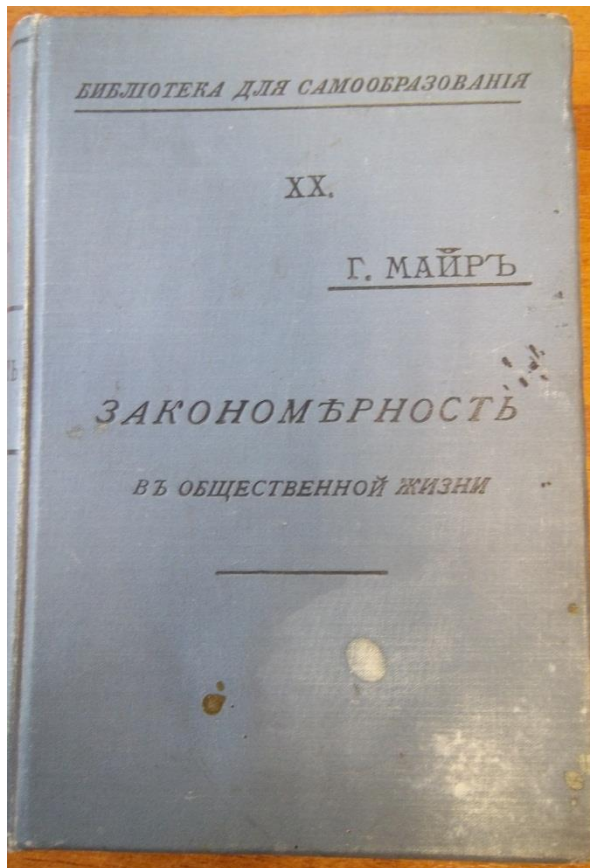 БИБЛІОТЕКА ДЛЯ САМООБРАЗОВАНІЯ
XX.
Г. МАЙРЪ
ЗАКОНОМѢРНОСТЬ
ВЪ ОБЩЕСТВЕННОЙ ЖИЗНИ